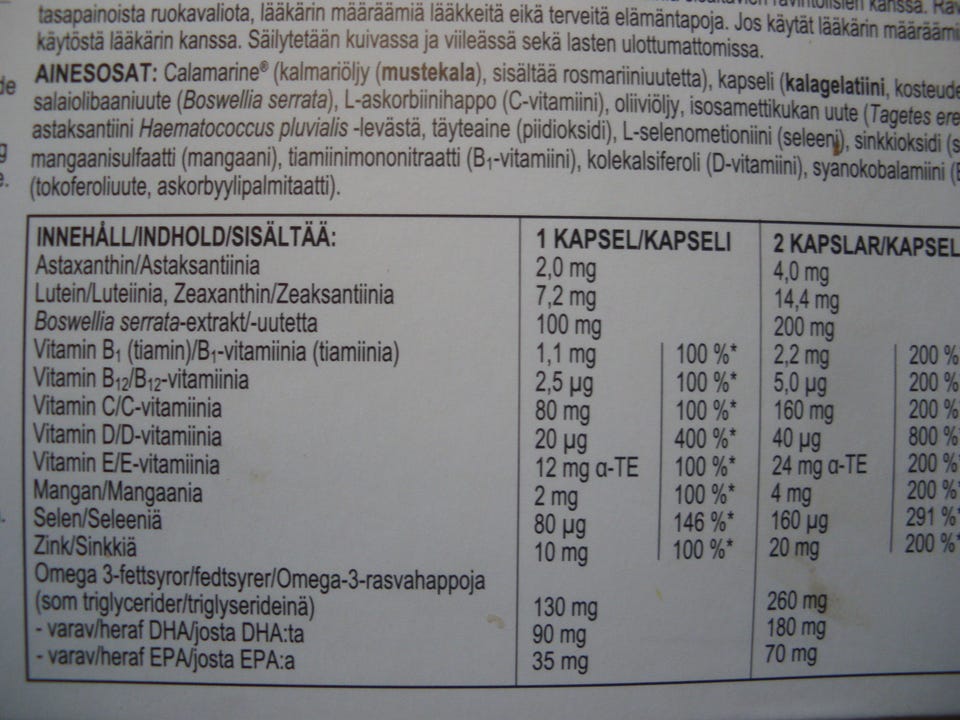 tasapainoista ruokavaliota, lääkärin määräämiä lääkkeitä eikä terveitä elämäntapoja. Jos käytät lääkärin määräämi
käytöstä lääkärin kanssa. Säilytetään kuivassa ja viileässä sekä lasten ulottumattomissa.
AINESOSAT: Calamarine® (kalmariöljy (mustekala), sisältää rosmariiniuutetta), kapseli (kalagelatiini, kosteude
salaiolibaaniuute (Boswellia serrata), L-askorbiinihappo (C-vitamiini), oliiviöljy, isosamettikukan uute (Tagetes ere
astaksantiini Haematococcus pluvialis -levästä, täyteaine (piidioksidi), L-selenometioniini (seleeni), sinkkioksidi (s
mangaanisulfaatti (mangaani), tiamiinimononitraatti (B1-vitamiini), kolekalsiferoli (D-vitamiini), syanokobalamiini (B
(tokoferoliuute, askorbyylipalmitaatti).
INNEHÅLL/INDHOLD/SISÄLTÄÄ: 1 KAPSEL/KAPSELI 2 KAPSLAR/KAPSEL
Astaxanthin/Astaksantiinia 2,0 mg 4,0 mg
Lutein/Luteiinia, Zeaxanthin/Zeaksantiinia 7,2 mg 14,4 mg
Boswellia serrata-extrakt/-uutetta 100 mg 200 mg
Vitamin B1 (tiamin)/B1-vitamiinia (tiamiinia) 1,1 mg 100 %* 2,2 mg 200 %*
Vitamin B12/B12-vitamiinia 2,5 µg 100 %* 5,0 µg 200 %
Vitamin C/C-vitamiinia 80 mg 100 %* 160 mg 200 %
Vitamin D/D-vitamiinia 20 µg 400 %* 40 µg 800 %
Vitamin E/E-vitamiinia 12 mg α-TE 100 %* 24 mg α-TE 200 %*
Mangan/Mangaania 2 mg 100 %* 4 mg 200 %*
Selen/Seleeniä 80 µg 146 %* 160 µg 291 %*
Zink/Sinkkiä 10 mg 100 %* 20 mg 200 %*
Omega 3-fettsyror/fedtsyrer/Omega-3-rasvahappoja
(som triglycerider/triglyserideinä) 130 mg 260 mg
- varav/heraf DHA/josta DHA:ta 90 mg 180 mg
- varav/heraf EPA/josta EPA:a 35 mg 70 mg